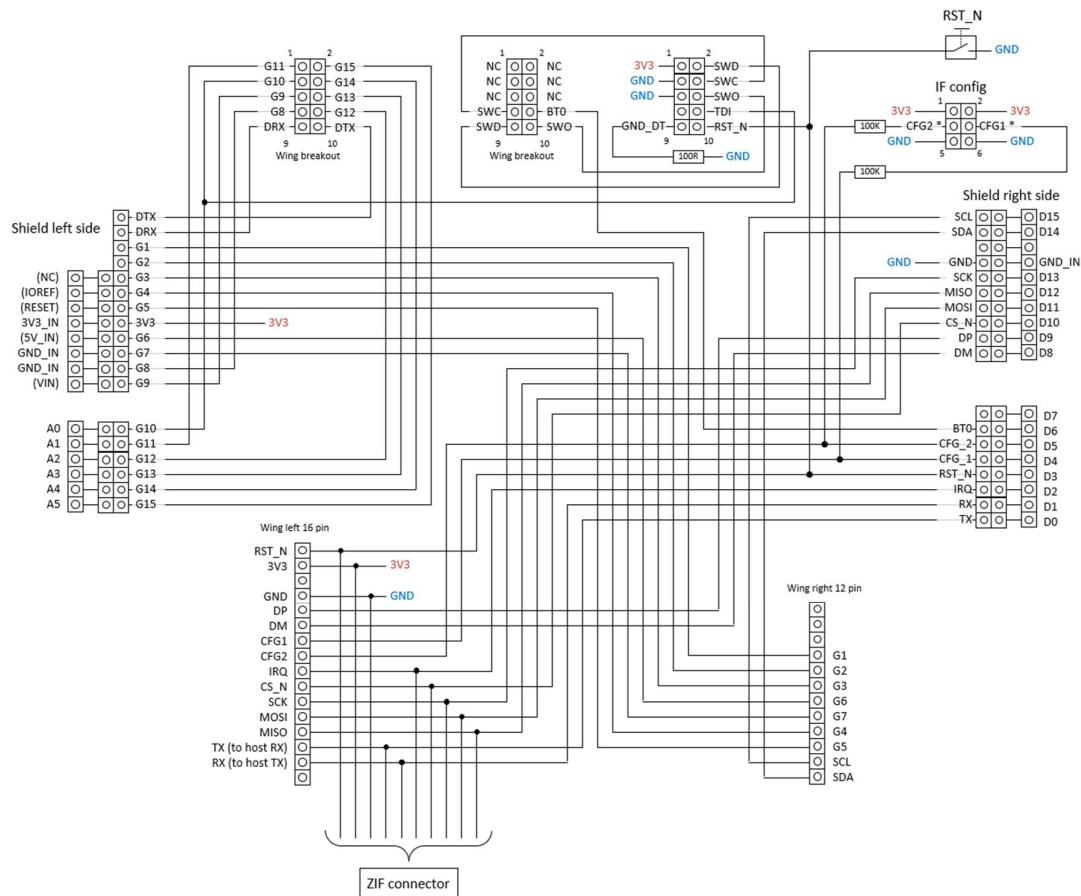 RST_N
GND
1 2
G11 G15
G10 G14
G9 G13
G8 G12
DRX DTX
9 10
Wing breakout
1 2
NC NC
NC NC
NC NC
SWC BT0
SWD SWO
9 10
Wing breakout
1 2
3V3 SWD
GND SWC
GND SWO
TDI
GND_DT RST_N
9 10
100R GND
IF config
1 2
3V3 3V3
100K CFG2 * CFG1 *
GND GND
5 6
100K
Shield left side
DTX
DRX
G1
G2
(NC) G3
(IOREF) G4
(RESET) G5
3V3_IN 3V3 3V3
(5V_IN) G6
GND_IN G7
GND_IN G8
(VIN) G9
A0 G10
A1 G11
A2 G12
A3 G13
A4 G14
A5 G15
Shield right side
SCL D15
SDA D14
GND GND GND_IN
SCK D13
MISO D12
MOSI D11
CS_N D10
DP D9
DM D8
D7
BT0 D6
CFG_2 D5
CFG_1 D4
RST_N D3
IRQ D2
RX D1
TX D0
Wing left 16 pin
RST_N
3V3 3V3
GND GND
DP
DM
CFG1
CFG2
IRQ
CS_N
SCK
MOSI
MISO
TX (to host RX)
RX (to host TX)
Wing right 12 pin
G1
G2
G3
G6
G7
G4
G5
SCL
SDA
ZIF connector